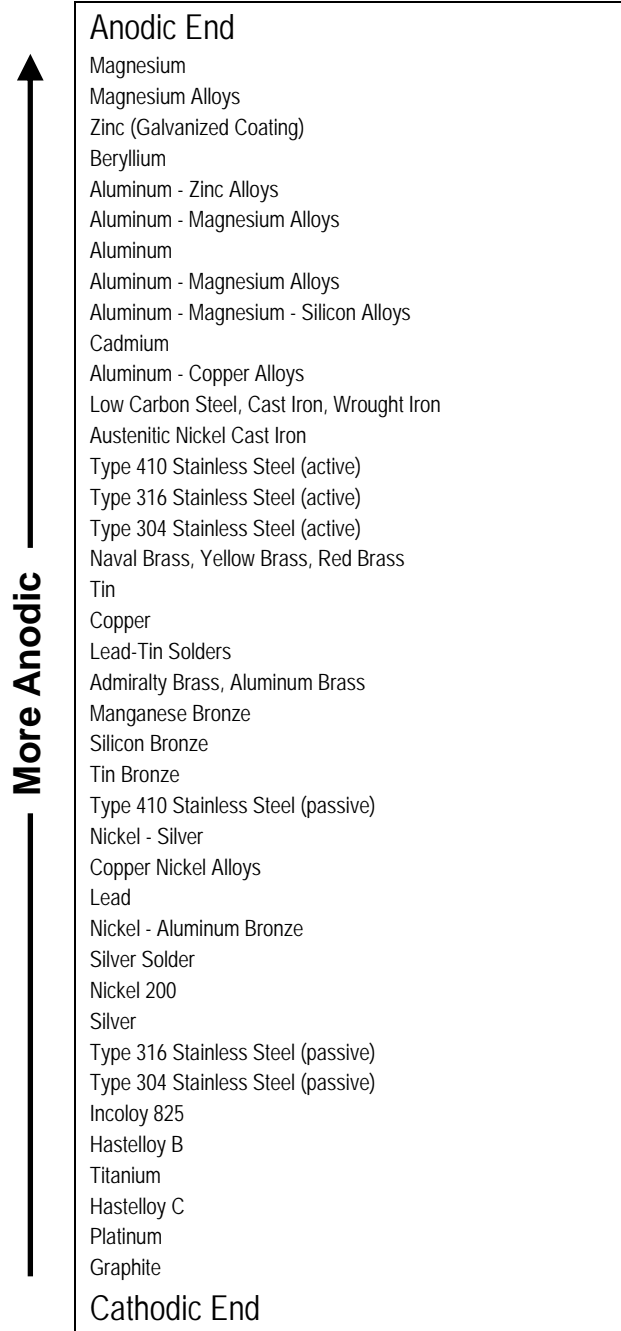 Anodic End
Magnesium
Magnesium Alloys
Zinc (Galvanized Coating)
Beryllium
Aluminum - Zinc Alloys
Aluminum - Magnesium Alloys
Aluminum
Aluminum - Magnesium Alloys
Aluminum - Magnesium - Silicon Alloys
Cadmium
Aluminum - Copper Alloys
Low Carbon Steel, Cast Iron, Wrought Iron
Austenitic Nickel Cast Iron
Type 410 Stainless Steel (active)
Type 316 Stainless Steel (active)
Type 304 Stainless Steel (active)
Naval Brass, Yellow Brass, Red Brass
Tin
Copper
Lead-Tin Solders
Admiralty Brass, Aluminum Brass
Manganese Bronze
Silicon Bronze
Tin Bronze
Type 410 Stainless Steel (passive)
Nickel - Silver
Copper Nickel Alloys
Lead
Nickel - Aluminum Bronze
Silver Solder
Nickel 200
Silver
Type 316 Stainless Steel (passive)
Type 304 Stainless Steel (passive)
Incoloy 825
Hastelloy B
Titanium
Hastelloy C
Platinum
Graphite
Cathodic End
More Anodic